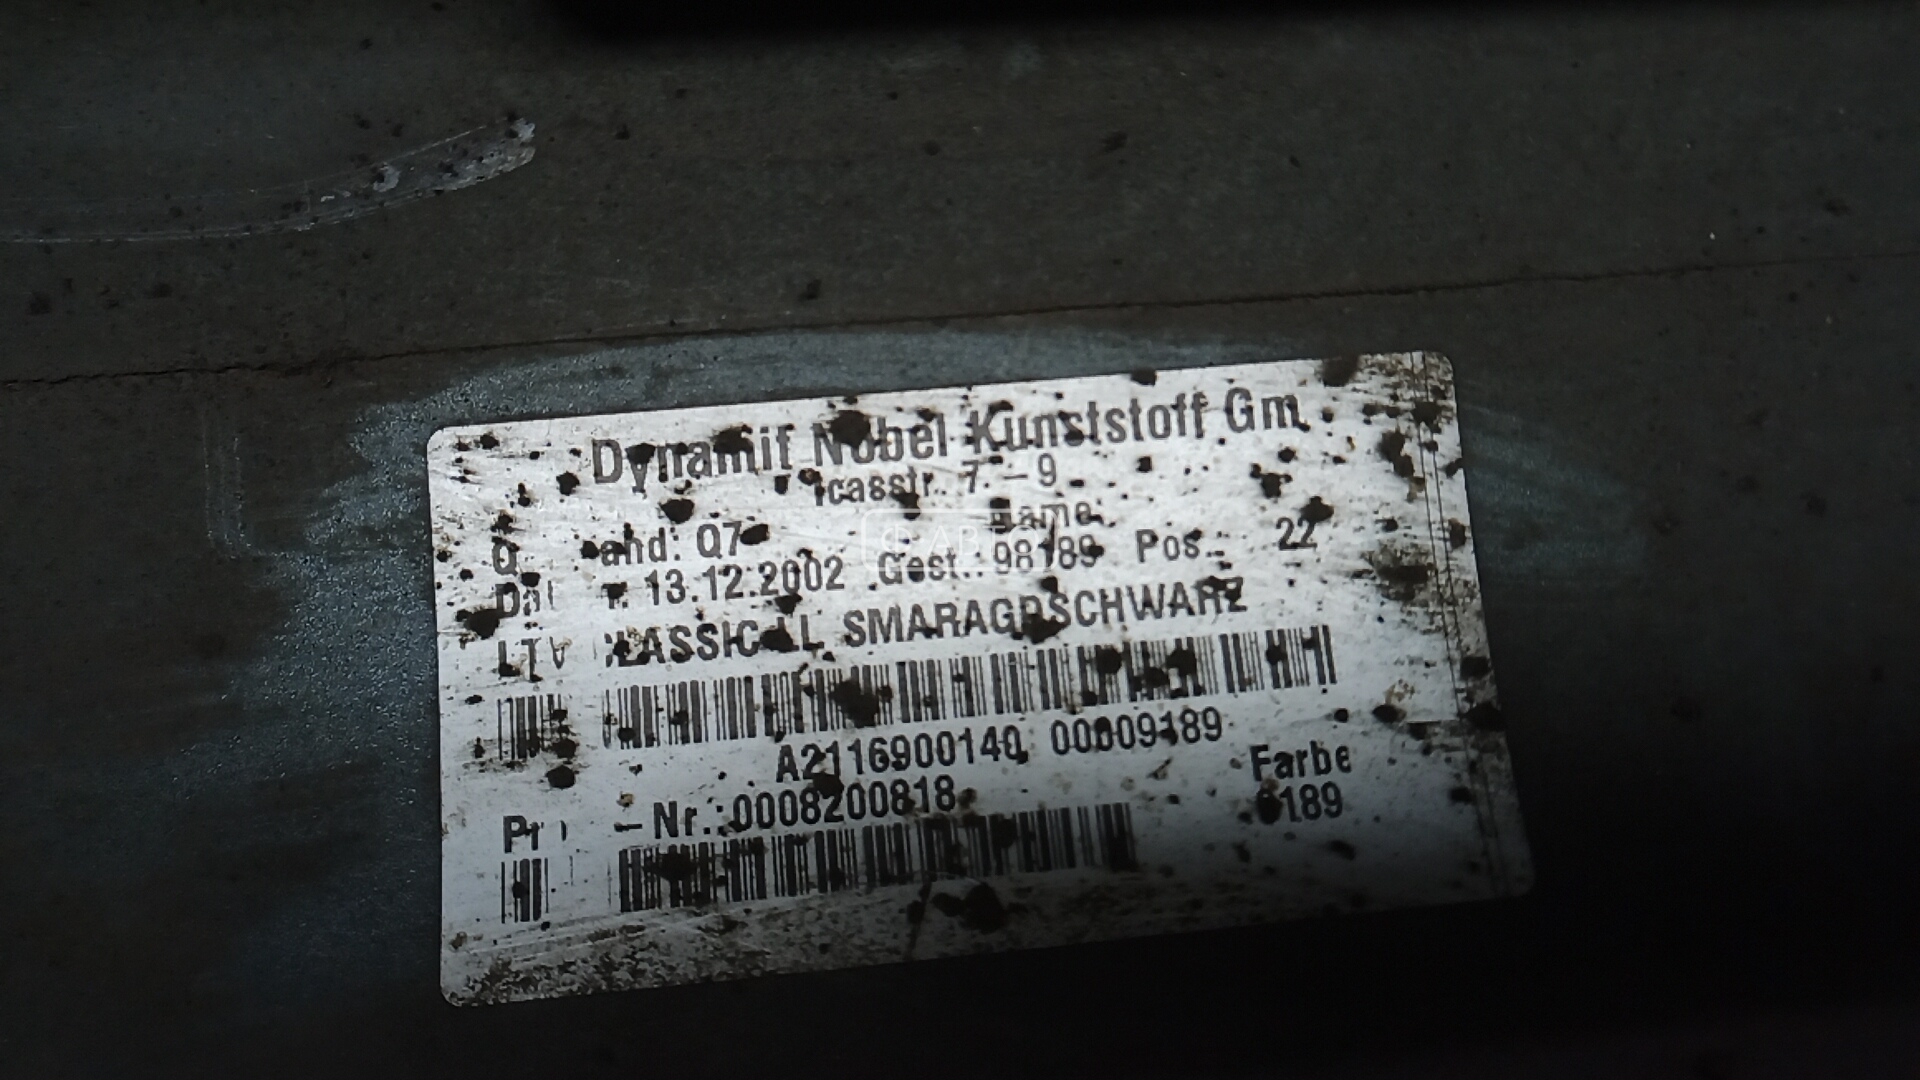 Dynamit Nobel Kunststoff Gm
casstr. 7 - 9
and: Q7
13.12.2002 Gest.: 98189 Pos.: 22
SMARAGDSCHWARZ
A2116900140 00009189
-Nr.: 0008200818 Farbe
189